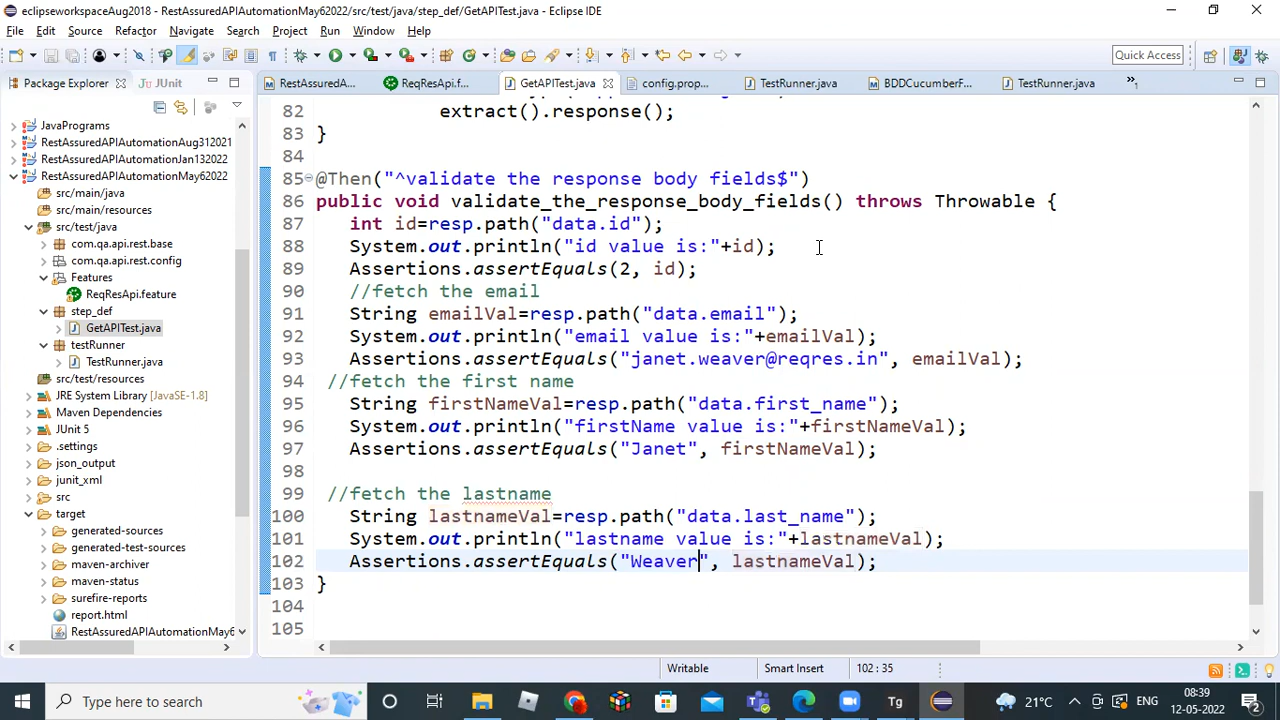 eclipseworkspaceAug2018 - RestAssuredAPIAutomationMay62022/src/test/java/step_def/GetAPITest.java - Eclipse IDE
File Edit Source Refactor Navigate Search Project Run Window Help
Quick Access
Package Explorer JUnit
RestAssuredA... ReqResApi.f... GetAPITest.java config.prop... TestRunner.java BDDCucumberF... TestRunner.java »1
JavaPrograms
RestAssuredAPIAutomationAug312021
RestAssuredAPIAutomationJan132022
RestAssuredAPIAutomationMay62022
src/main/java
src/main/resources
src/test/java
com.qa.api.rest.base
com.qa.api.rest.config
Features
ReqResApi.feature
step_def
GetAPITest.java
testRunner
TestRunner.java
src/test/resources
JRE System Library [JavaSE-1.8]
Maven Dependencies
JUnit 5
.settings
json_output
junit_xml
src
target
generated-sources
generated-test-sources
maven-archiver
maven-status
surefire-reports
report.html
RestAssuredAPIAutomationMay6
82 extract().response();
83 }
84
85 @Then("^validate the response body fields$")
86 public void validate_the_response_body_fields() throws Throwable {
87 int id=resp.path("data.id");
88 System.out.println("id value is:"+id);
89 Assertions.assertEquals(2, id);
90 //fetch the email
91 String emailVal=resp.path("data.email");
92 System.out.println("email value is:"+emailVal);
93 Assertions.assertEquals("janet.weaver@reqres.in", emailVal);
94 //fetch the first name
95 String firstNameVal=resp.path("data.first_name");
96 System.out.println("firstName value is:"+firstNameVal);
97 Assertions.assertEquals("Janet", firstNameVal);
98
99 //fetch the lastname
100 String lastnameVal=resp.path("data.last_name");
101 System.out.println("lastname value is:"+lastnameVal);
102 Assertions.assertEquals("Weaver", lastnameVal);
103 }
104
105
Writable Smart Insert 102 : 35
Type here to search
Tg
21°C ENG 08:39
12-05-2022
2